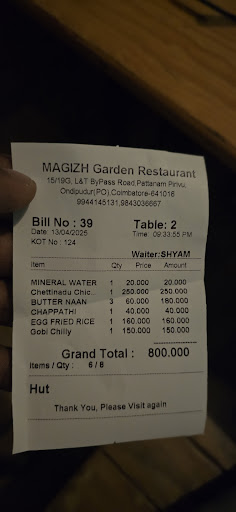 MAGIZH Garden Restaurant
15/19G, L&T ByPass Road,Pattanam Pirivu,
Ondipudur(PO),Coimbatore-641016
9944145131,9843036667
Bill No : 39 Table: 2
Date :13/04/2025 Time : 09:33:55 PM
KOT No : 124
Waiter: SHYAM
Item Qty Price Amount
MINERAL WATER 1 20.000 20.000
Chettinadu Chic.. 1 250.000 250.000
BUTTER NAAN 3 60.000 180.000
CHAPPATHI 1 40.000 40.000
EGG FRIED RICE 1 160.000 160.000
Gobi Chilly 1 150.000 150.000
Grand Total : 800.000
Items / Qty : 6 / 8
Hut
Thank You, Please Visit again